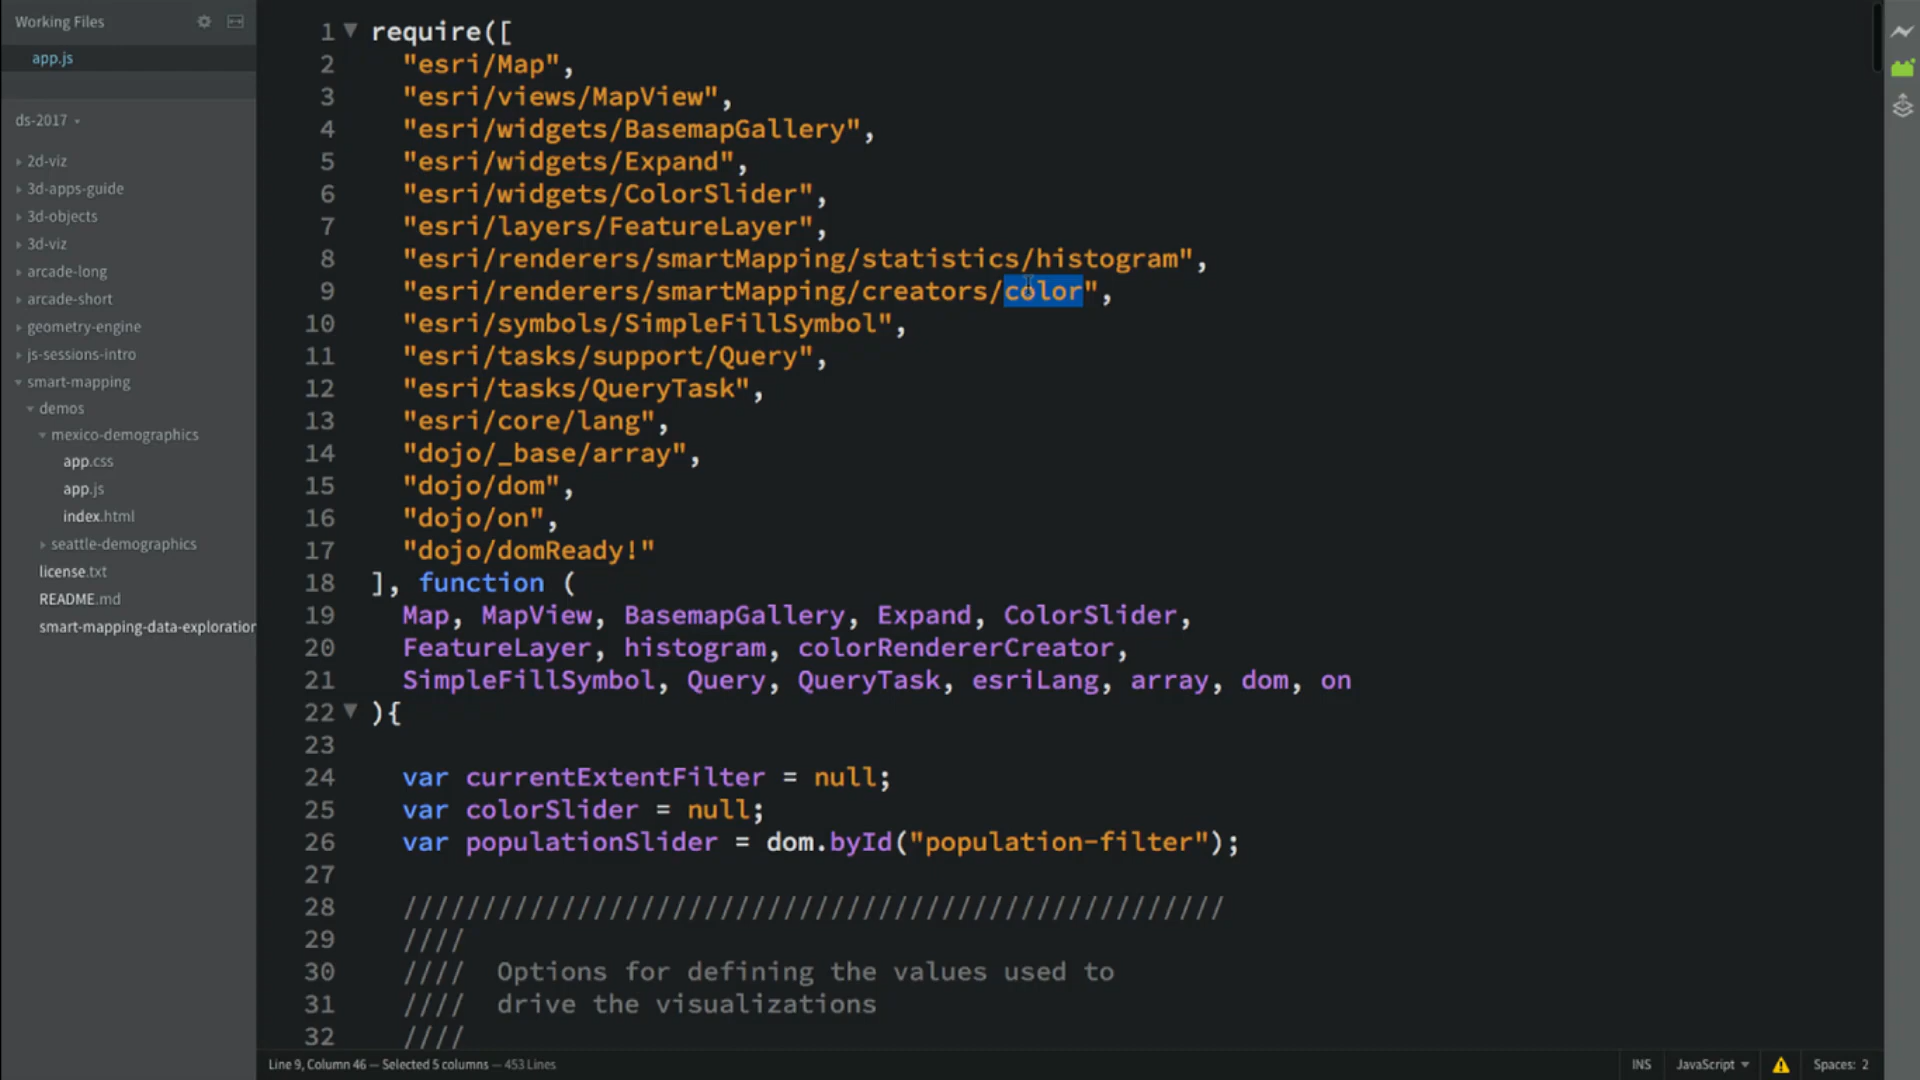 Working Files
app.js
ds-2017
2d-viz
3d-apps-guide
3d-objects
3d-viz
arcade-long
arcade-short
geometry-engine
js-sessions-intro
smart-mapping
demos
mexico-demographics
app.css
app.js
index.html
seattle-demographics
license.txt
README.md
smart-mapping-data-exploration
1 require([
2 "esri/Map",
3 "esri/views/MapView",
4 "esri/widgets/BasemapGallery",
5 "esri/widgets/Expand",
6 "esri/widgets/ColorSlider",
7 "esri/layers/FeatureLayer",
8 "esri/renderers/smartMapping/statistics/histogram",
9 "esri/renderers/smartMapping/creators/color",
10 "esri/symbols/SimpleFillSymbol",
11 "esri/tasks/support/Query",
12 "esri/tasks/QueryTask",
13 "esri/core/lang",
14 "dojo/_base/array",
15 "dojo/dom",
16 "dojo/on",
17 "dojo/domReady!"
18 ], function (
19 Map, MapView, BasemapGallery, Expand, ColorSlider,
20 FeatureLayer, histogram, colorRendererCreator,
21 SimpleFillSymbol, Query, QueryTask, esriLang, array, dom, on
22 ){
23
24 var currentExtentFilter = null;
25 var colorSlider = null;
26 var populationSlider = dom.byId("population-filter");
27
28 ////////////////////////////////////////////////////
29 ////
30 //// Options for defining the values used to
31 //// drive the visualizations
32 ////
Line 9, Column 46 — Selected 5 columns — 453 Lines
INS
JavaScript
Spaces: 2